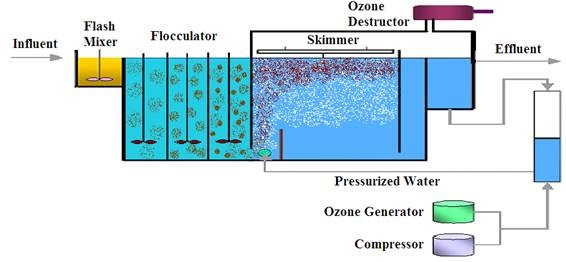 Ozone
Destructor
Flash
Mixer
Flocculator
Skimmer
Influent
Effluent
Pressurized Water
Ozone Generator
Compressor